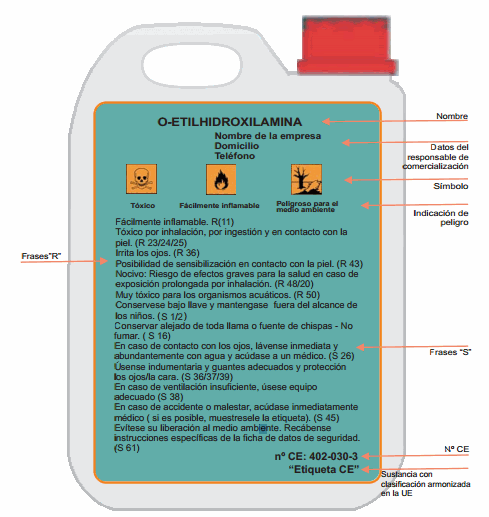 O-ETILHIDROXILAMINA
Nombre
Nombre de la empresa
Domicilio
Teléfono
Datos del
responsable de
comercialización
Símbolo
Tóxico
Fácilmente inflamable
Peligroso para el
medio ambiente
Indicación de
peligro
Fácilmente inflamable. R(11)
Tóxico por inhalación, por ingestión y en contacto con la
piel. (R 23/24/25)
Irrita los ojos. (R 36)
Frases"R"
Posibilidad de sensibilización en contacto con la piel. (R 43)
Nocivo: Riesgo de efectos graves para la salud en caso de
exposición prolongada por inhalación. (R 48/20)
Muy tóxico para los organismos acuáticos. (R 50)
Conservese bajo llave y mantengase fuera del alcance de
los niños. (S 1/2)
Conservar alejado de toda llama o fuente de chispas - No
fumar. ( S 16)
En caso de contacto con los ojos, lávense inmediata y
abundantemente con agua y acúdase a un médico. (S 26)
Frases "S"
Úsense indumentaria y guantes adecuados y protección
los ojos/la cara. (S 36/37/39)
En caso de ventilación insuficiente, úsese equipo
adecuado (S 38)
En caso de accidente o malestar, acúdase inmediatamente
médico ( si es posible, muestresele la etiqueta). (S 45)
Evítese su liberación al medio ambiente. Recábense
instrucciones específicas de la ficha de datos de seguridad.
(S 61)
nº CE: 402-030-3
Nº CE
“Etiqueta CE”
Sustancia con
clasificación armonizada
en la UE